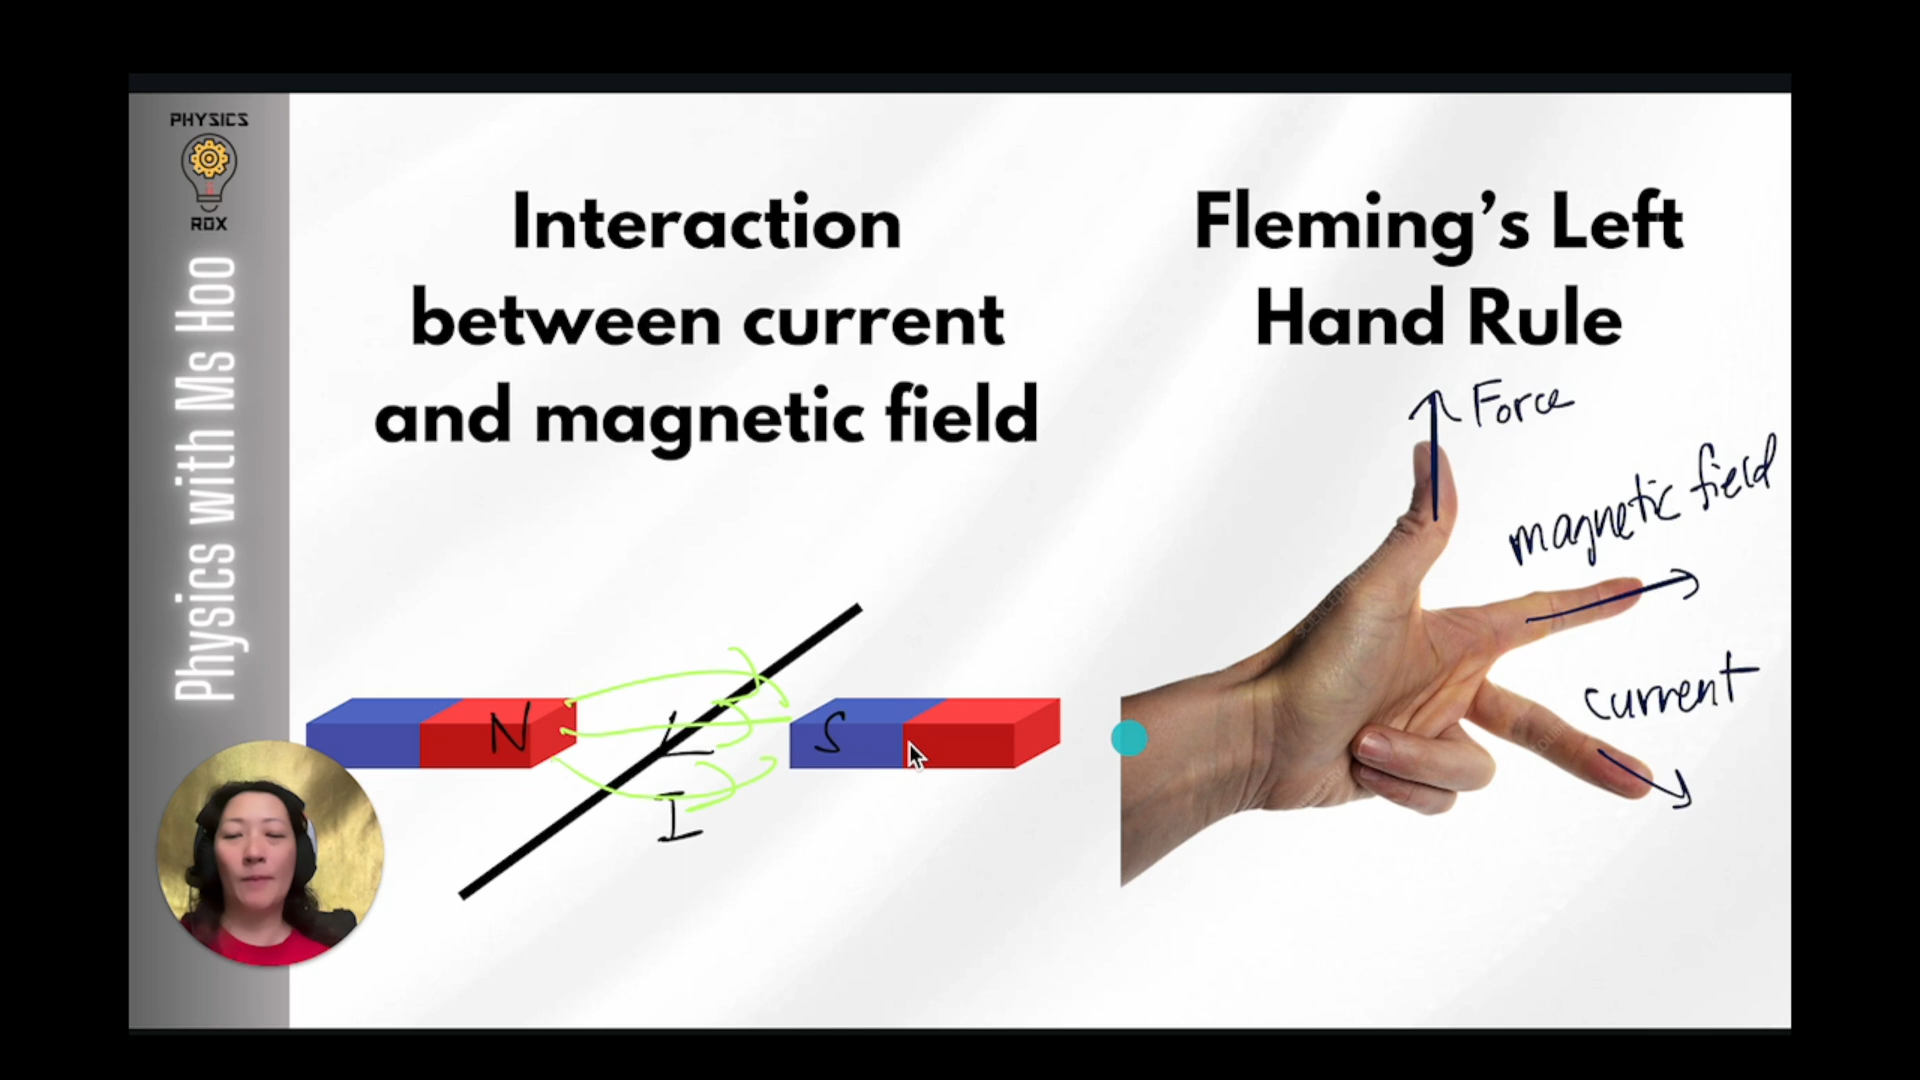 PHYSICS
ROX
Physics with Ms Hoo
Interaction
between current
and magnetic field
N
S
I
Fleming’s Left
Hand Rule
Force
magnetic field
current